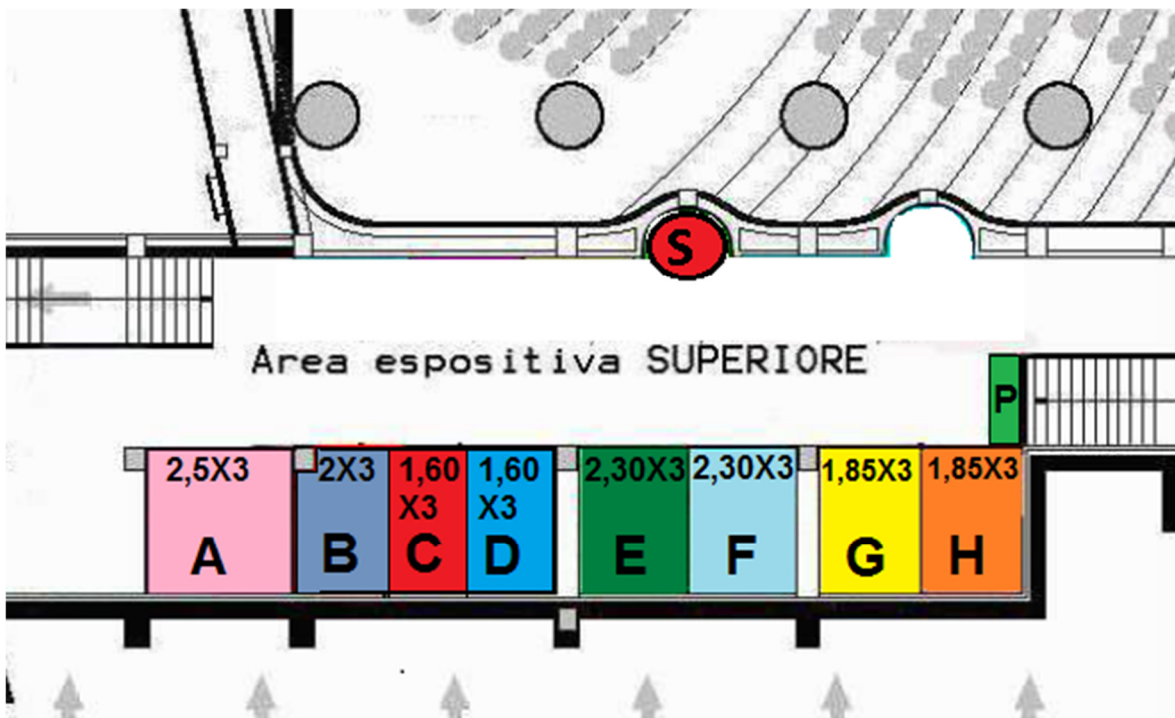 S
Area espositiva SUPERIORE
P
2,5X3
A
2X3
B
1,60
X3
C
1,60
X3
D
2,30X3
E
2,30X3
F
1,85X3
G
1,85X3
H